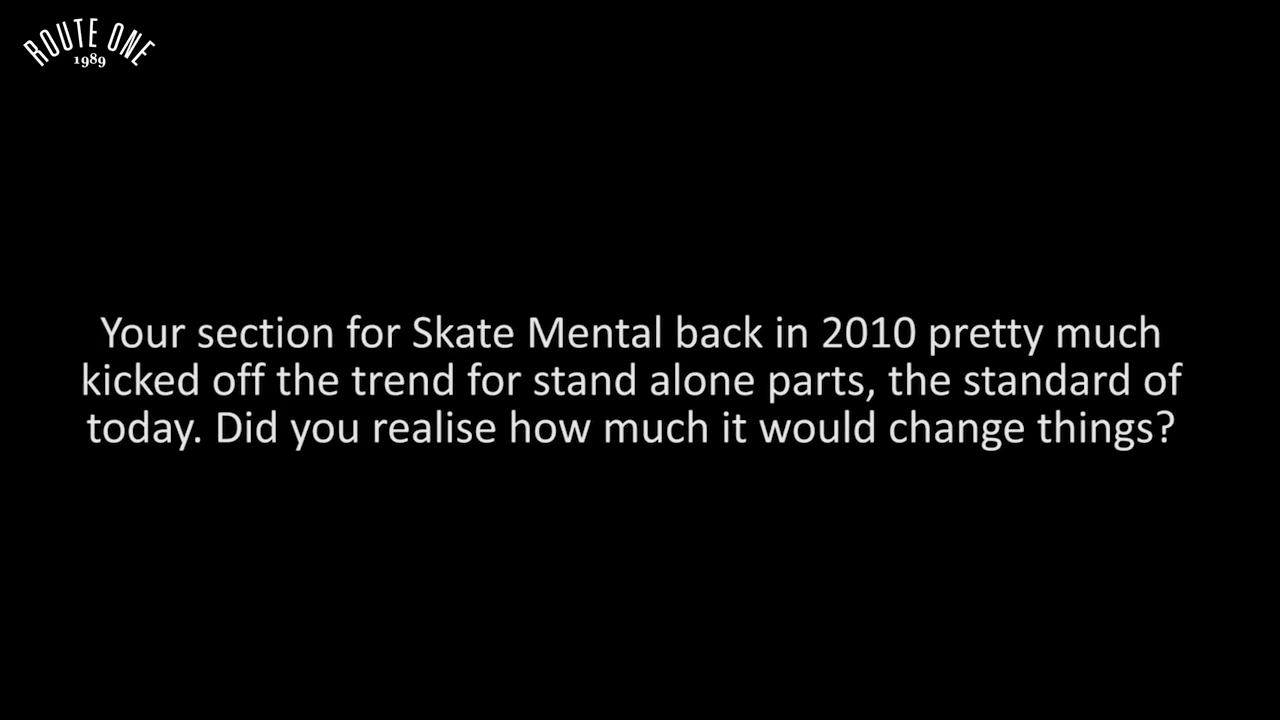 ROUTE ONE
1989
Your section for Skate Mental back in 2010 pretty much
kicked off the trend for stand alone parts, the standard of
today. Did you realise how much it would change things?